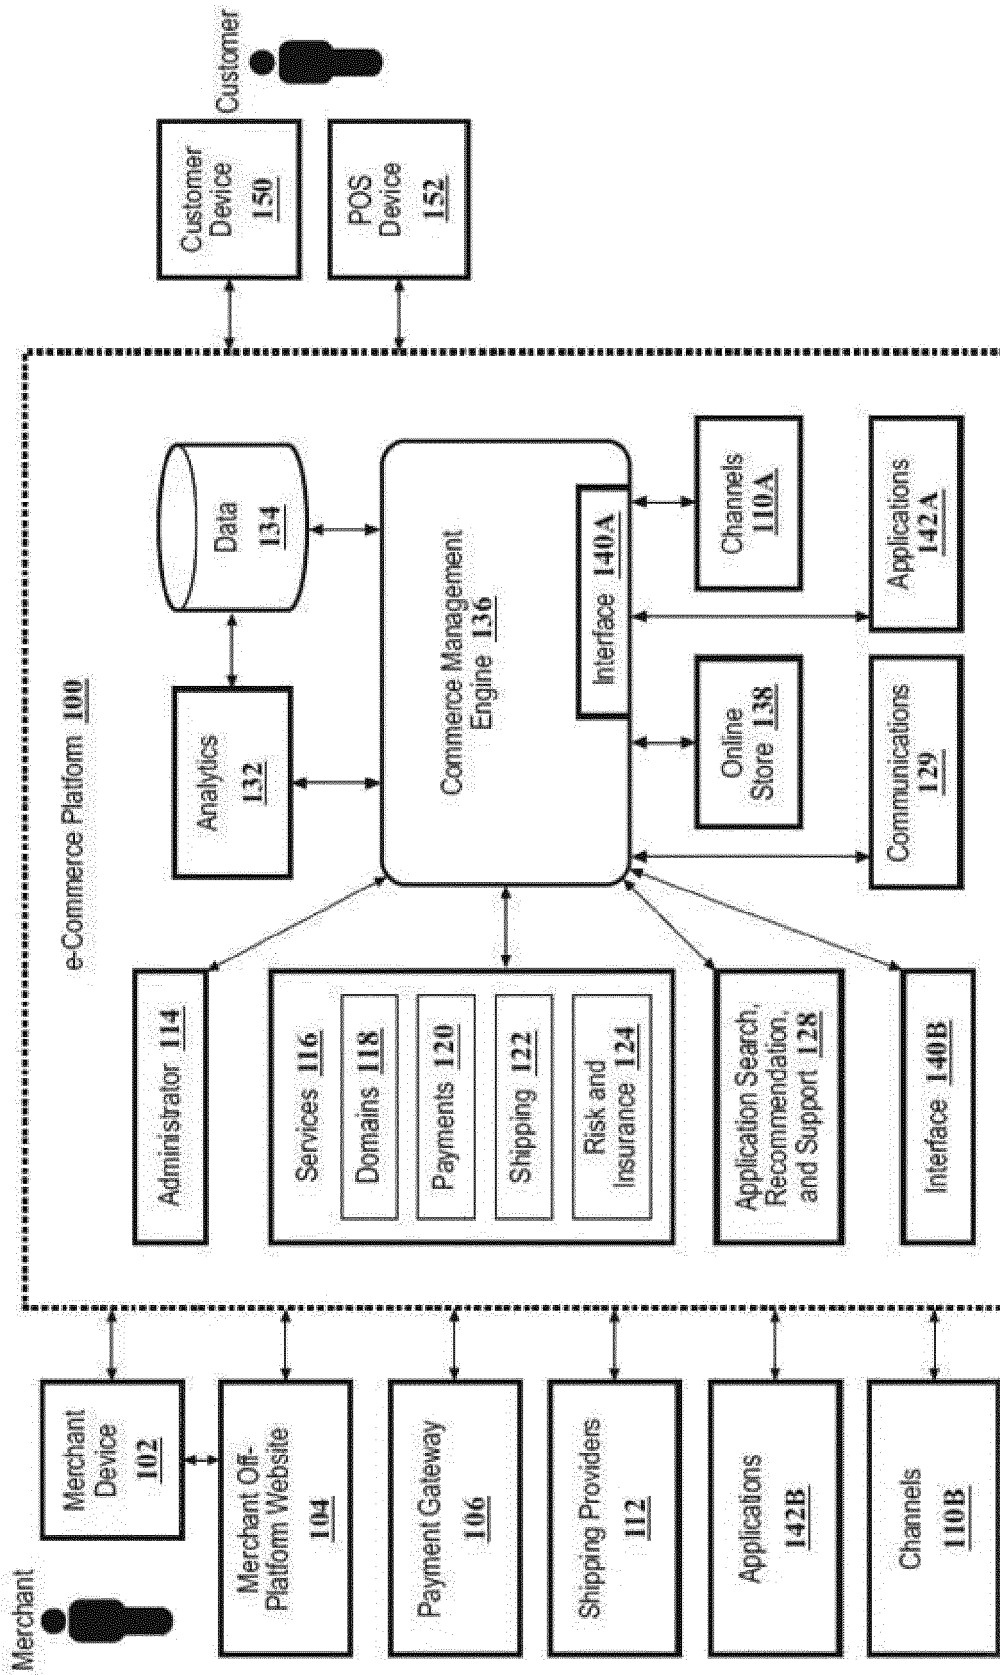 Merchant
Merchant
Device
102
Merchant Off-
Platform Website
104
Payment Gateway
106
Shipping Providers
112
Applications
142B
Channels
110B
e-Commerce Platform 100
Administrator 114
Services 116
Domains 118
Payments 120
Shipping 122
Risk and
Insurance 124
Application Search,
Recommendation,
and Support 128
Interface 140B
Analytics
132
Data
134
Commerce Management
Engine 136
Interface 140A
Online
Store 138
Channels
110A
Communications
129
Applications
142A
Customer
Device
150
POS
Device
152
Customer